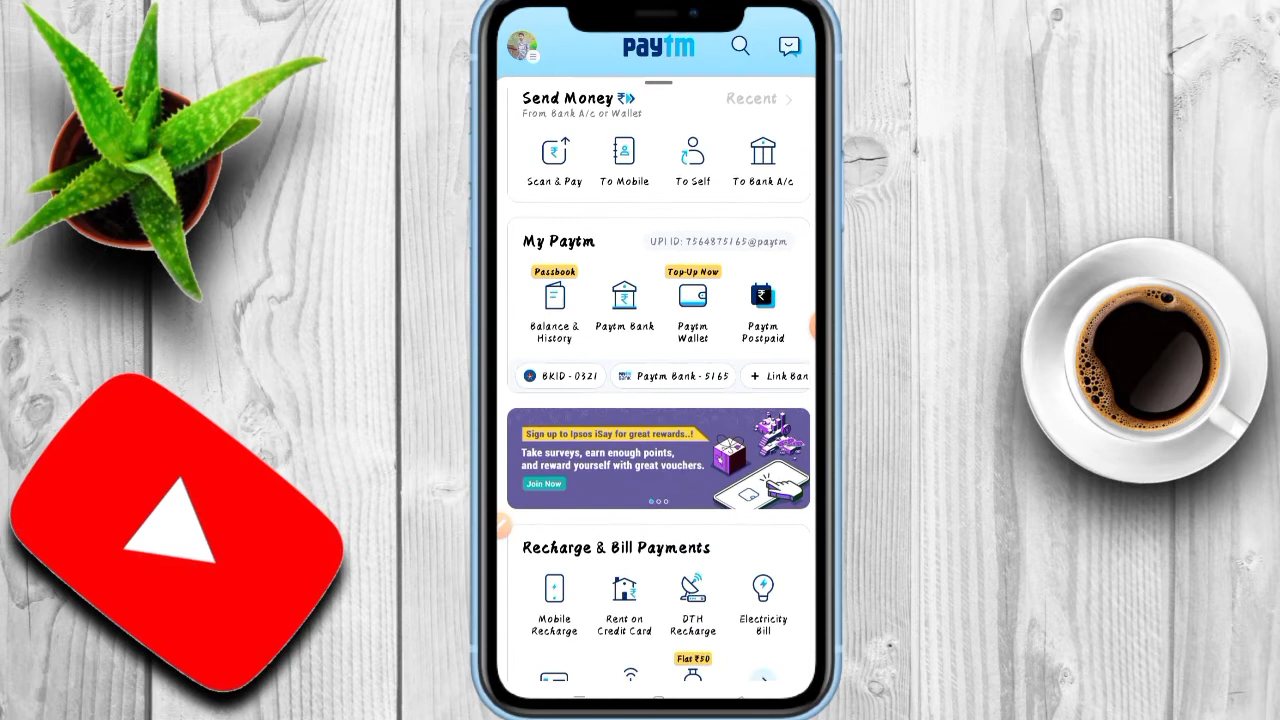 paytm
Send Money ₹
Recent >
From Bank A/c or Wallet
Scan & Pay
To Mobile
To Self
To Bank A/c
My Paytm
UPI ID: 7564875165@paytm
Passbook
Top-Up Now
Balance & History
Paytm Bank
Paytm Wallet
Paytm Postpaid
BKID - 0321
Paytm Bank - 5165
+ Link Ban
Sign up to Ipsos iSay for great rewards..!
Take surveys, earn enough points,
and reward yourself with great vouchers.
Join Now
Recharge & Bill Payments
Mobile Recharge
Rent on Credit Card
DTH Recharge
Electricity Bill
Flat ₹50